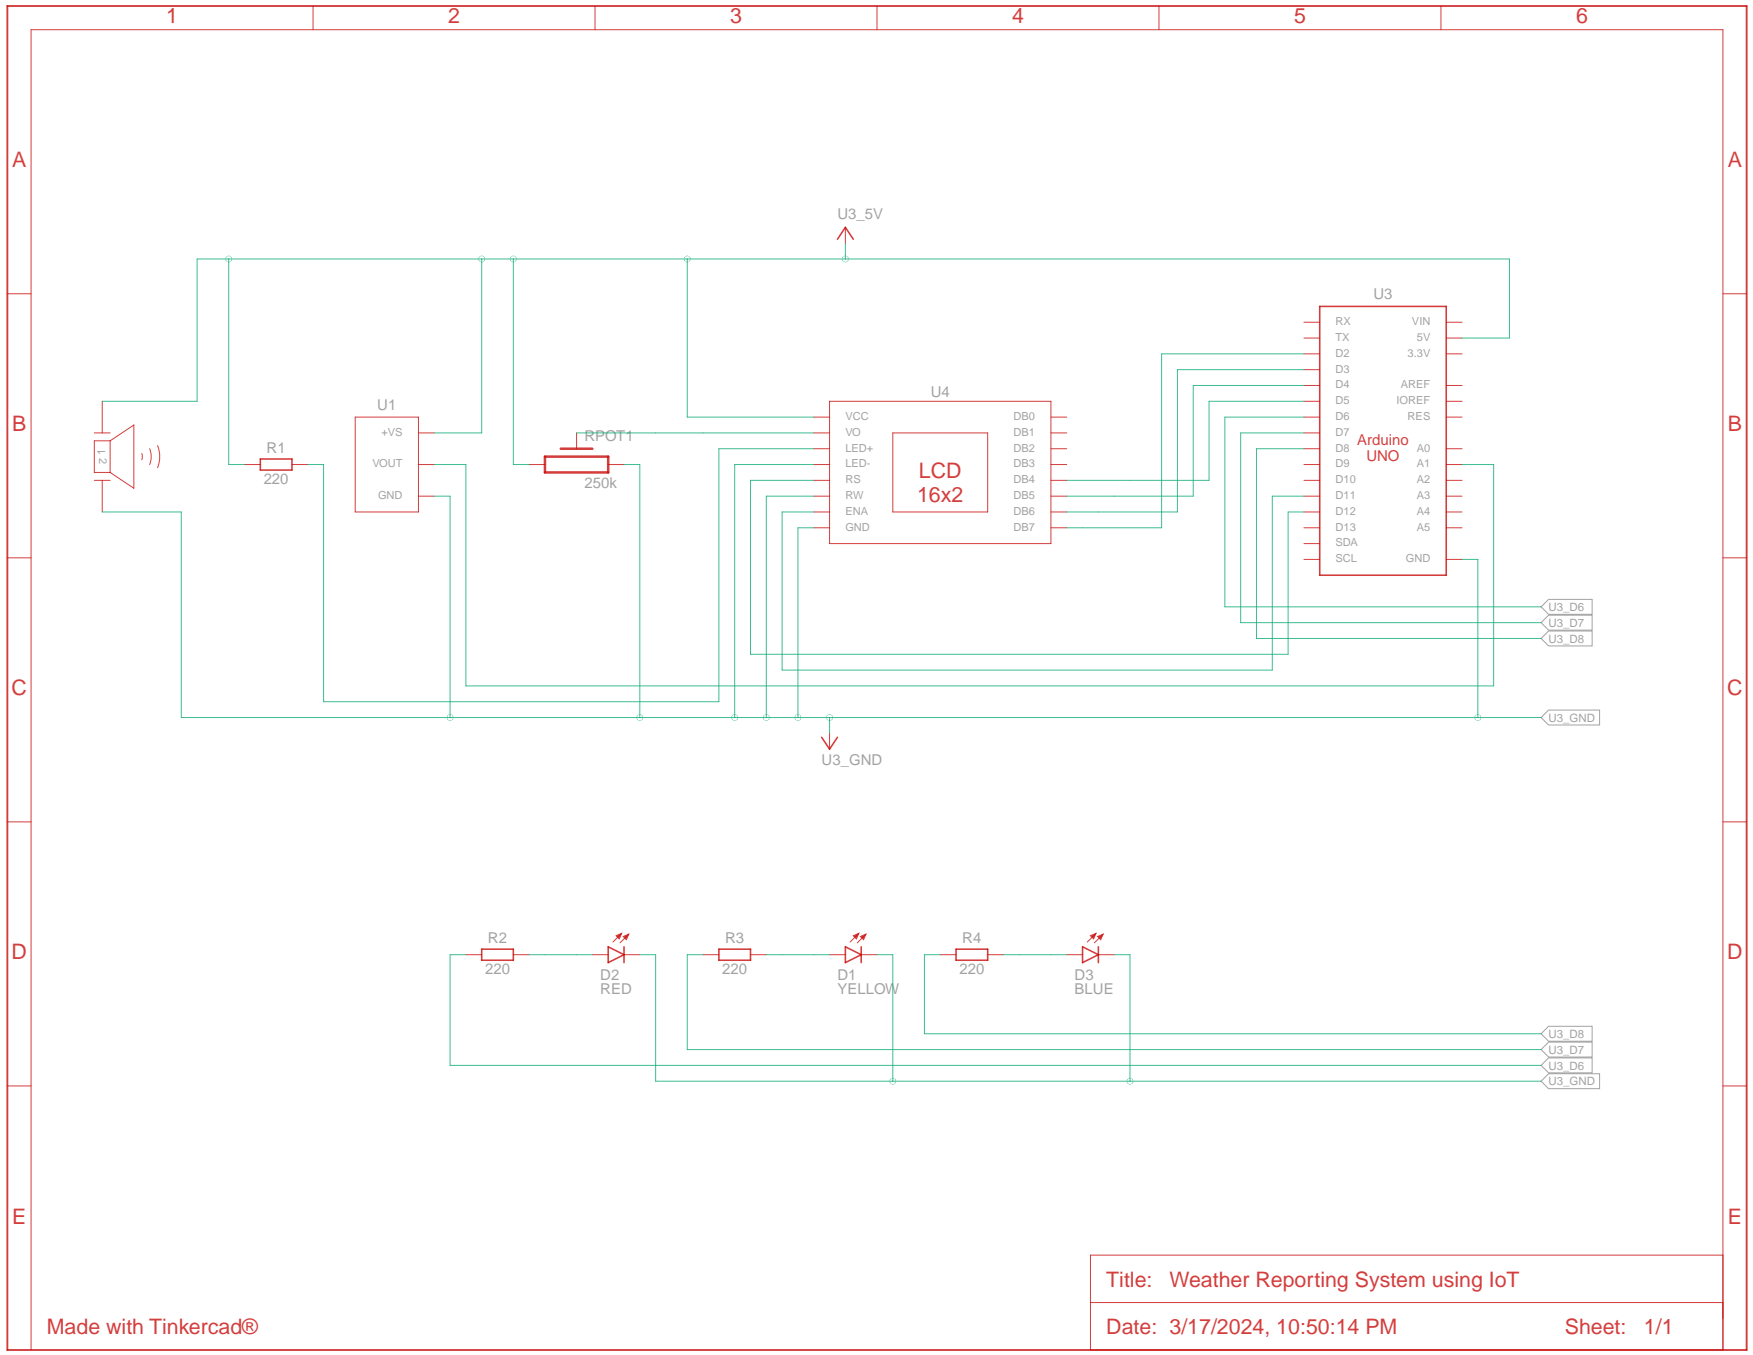 1 2 3 4 5 6
A A
U3_5V
B B
R1
220
U1
+VS
VOUT
GND
RPOT1
250k
U4
VCC DB0
VO DB1
LED+ DB2
LED- DB3
RS DB4
RW DB5
ENA DB6
GND DB7
LCD
16x2
U3
RX VIN
TX 5V
D2 3.3V
D3
D4 AREF
D5 IOREF
D6 RES
D7
D8 A0
D9 A1
D10 A2
D11 A3
D12 A4
D13 A5
SDA
SCL GND
Arduino
UNO
1 2
U3_D6
U3_D7
U3_D8
C C
U3_GND
U3_GND
D D
R2
220
D2
RED
R3
220
D1
YELLOW
R4
220
D3
BLUE
U3_D8
U3_D7
U3_D6
U3_GND
E E
Title: Weather Reporting System using IoT
Date: 3/17/2024, 10:50:14 PM Sheet: 1/1
Made with Tinkercad®